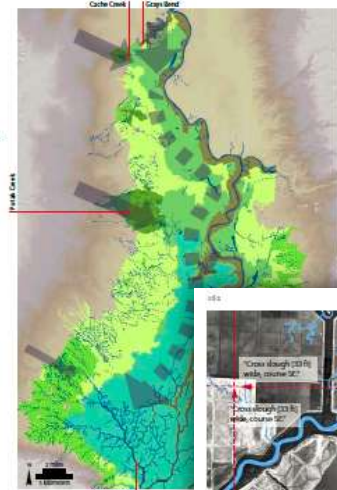 Cache Creek
Grays Bend
Putah Creek
"Cross slough (33 ft)
wide, course SE"
"Cross slough (33 ft)
wide, course SE"
N